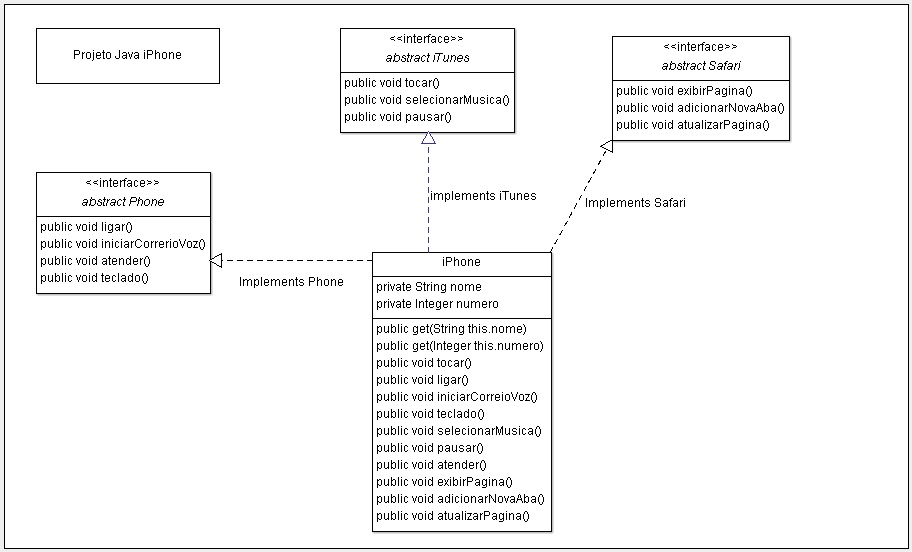 Projeto Java iPhone
<<interface>>
abstract iTunes
public void tocar()
public void selecionarMusica()
public void pausar()
<<interface>>
abstract Safari
public void exibirPagina()
public void adicionarNovaAba()
public void atualizarPagina()
<<interface>>
abstract Phone
public void ligar()
public void iniciarCorrerioVoz()
public void atender()
public void teclado()
implements iTunes
Implements Safari
Implements Phone
iPhone
private String nome
private Integer numero
public get(String this.nome)
public get(Integer this.numero)
public void tocar()
public void ligar()
public void iniciarCorreioVoz()
public void teclado()
public void selecionarMusica()
public void pausar()
public void atender()
public void exibirPagina()
public void adicionarNovaAba()
public void atualizarPagina()